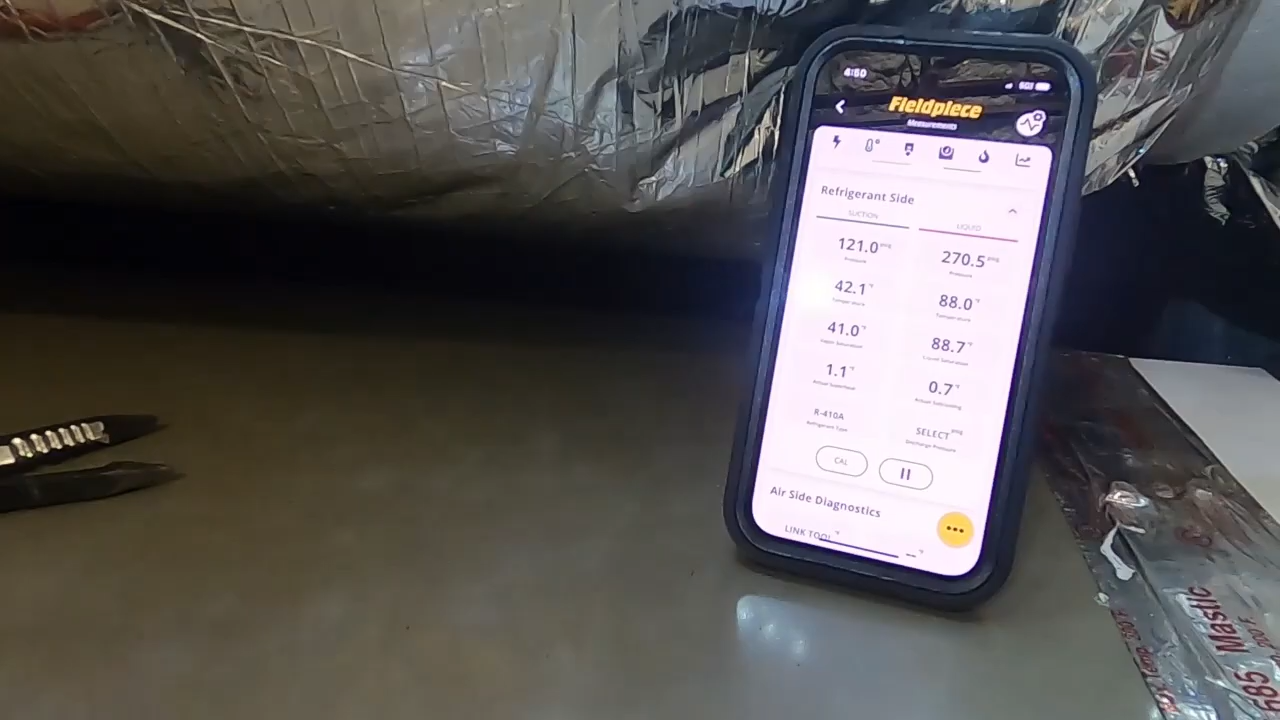 4:50
Fieldpiece
Measurements
Refrigerant Side
SUCTION
LIQUID
121.0 psig
Pressure
270.5 psig
Pressure
42.1 °F
Temperature
88.0 °F
Temperature
41.0 °F
Vapor Saturation
88.7 °F
Liquid Saturation
1.1 °F
Actual Superheat
0.7 °F
Actual Subcooling
R-410A
Refrigerant Type
SELECT psig
Discharge Pressure
CAL
Air Side Diagnostics
LINK TOOL °F
-- °F
685 Mastic